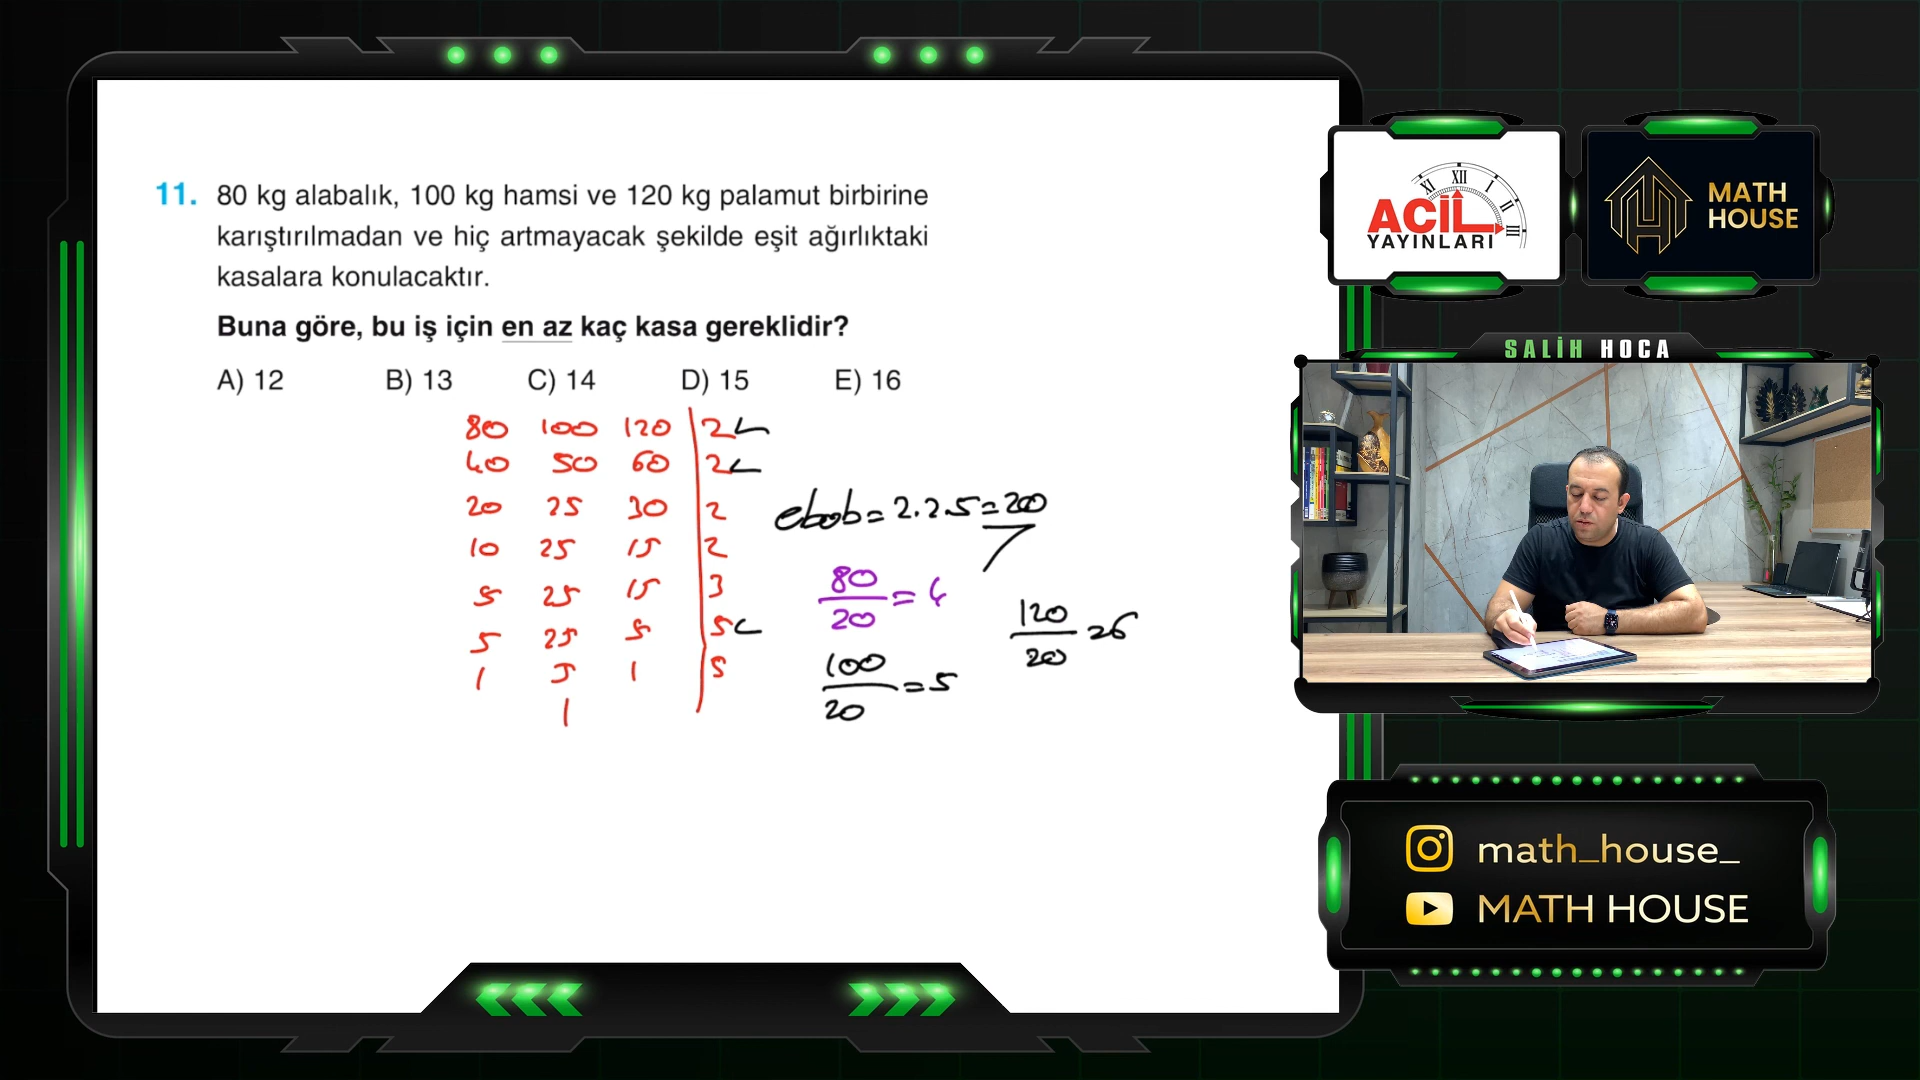 11. 80 kg alabalık, 100 kg hamsi ve 120 kg palamut birbirine
karıştırılmadan ve hiç artmayacak şekilde eşit ağırlıktaki
kasalara konulacaktır.
Buna göre, bu iş için en az kaç kasa gereklidir?
A) 12 B) 13 C) 14 D) 15 E) 16
80 100 120 2
40 50 60 2
20 25 30 2
10 25 15 2
5 25 15 3
5 25 5 5
1 5 1 5
1
ebob = 2.2.5 = 20
80/20 = 4
100/20 = 5
120/20 = 6
XI XII I II III
ACİL
YAYINLARI
MATH
HOUSE
SALİH HOCA
math_house_
MATH HOUSE